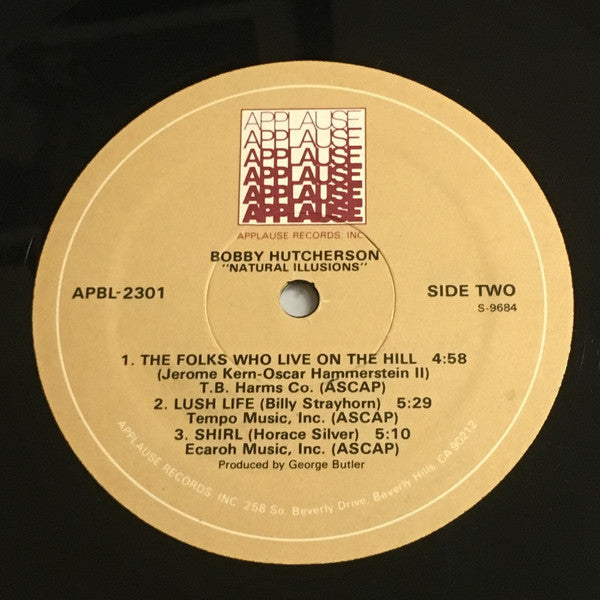 APPLAUSE
APPLAUSE
APPLAUSE
APPLAUSE
APPLAUSE
APPLAUSE
APPLAUSE RECORDS, INC.
BOBBY HUTCHERSON
"NATURAL ILLUSIONS"
APBL-2301
SIDE TWO
S-9684
1. THE FOLKS WHO LIVE ON THE HILL 4:58
(Jerome Kern-Oscar Hammerstein II)
T.B. Harms Co. (ASCAP)
2. LUSH LIFE (Billy Strayhorn) 5:29
Tempo Music, Inc. (ASCAP)
3. SHIRL (Horace Silver) 5:10
Ecaroh Music, Inc. (ASCAP)
Produced by George Butler
APPLAUSE RECORDS, INC. 258 So. Beverly Drive, Beverly Hills, CA 90212